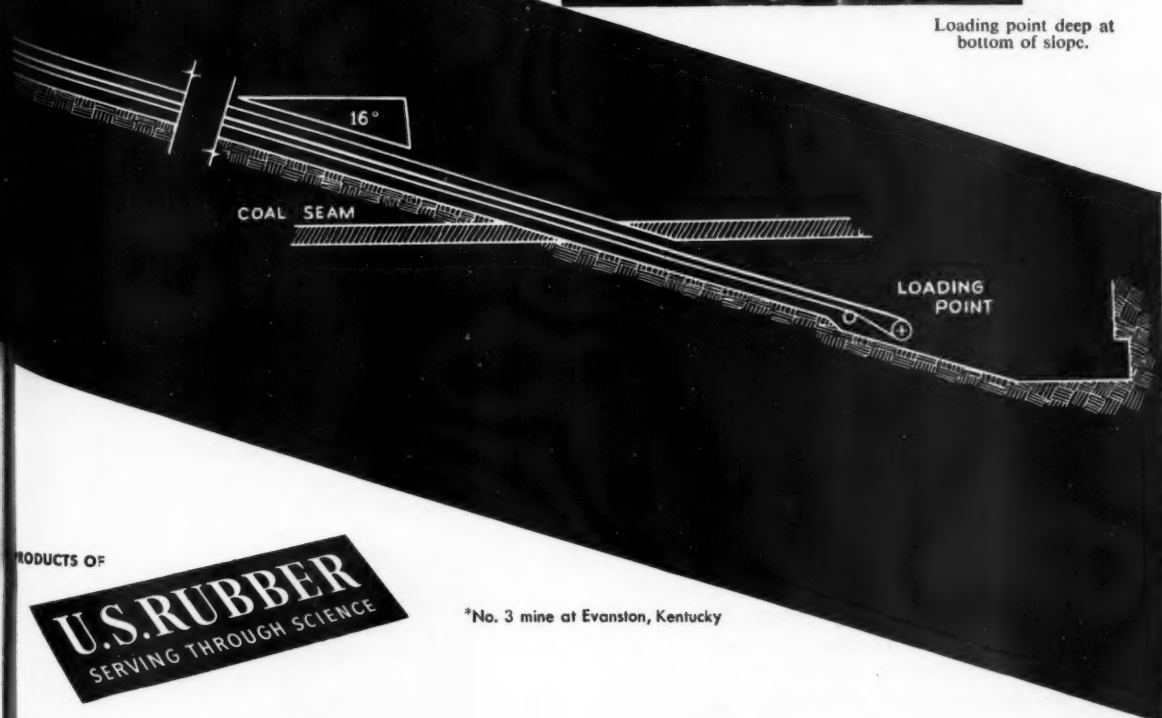 Loading point deep at
bottom of slope.
16°
COAL SEAM
LOADING
POINT
RODUCTS OF
U.S.RUBBER
SERVING THROUGH SCIENCE
*No. 3 mine at Evanston, Kentucky